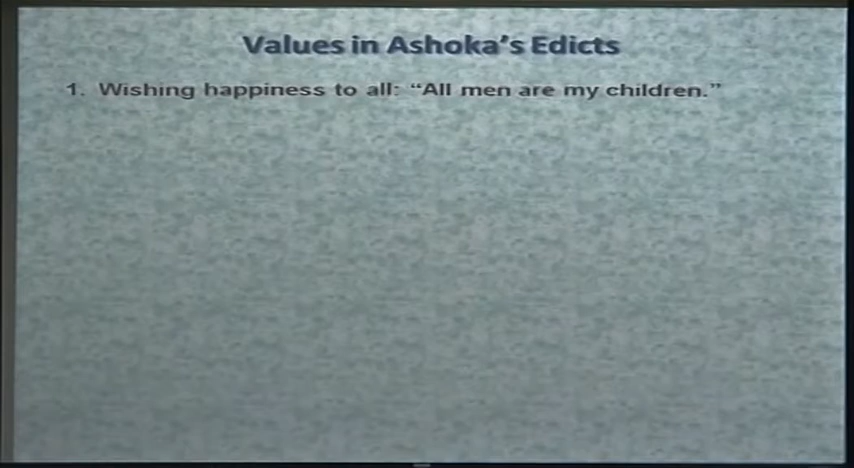 Values in Ashoka’s Edicts
1. Wishing happiness to all: “All men are my children.”